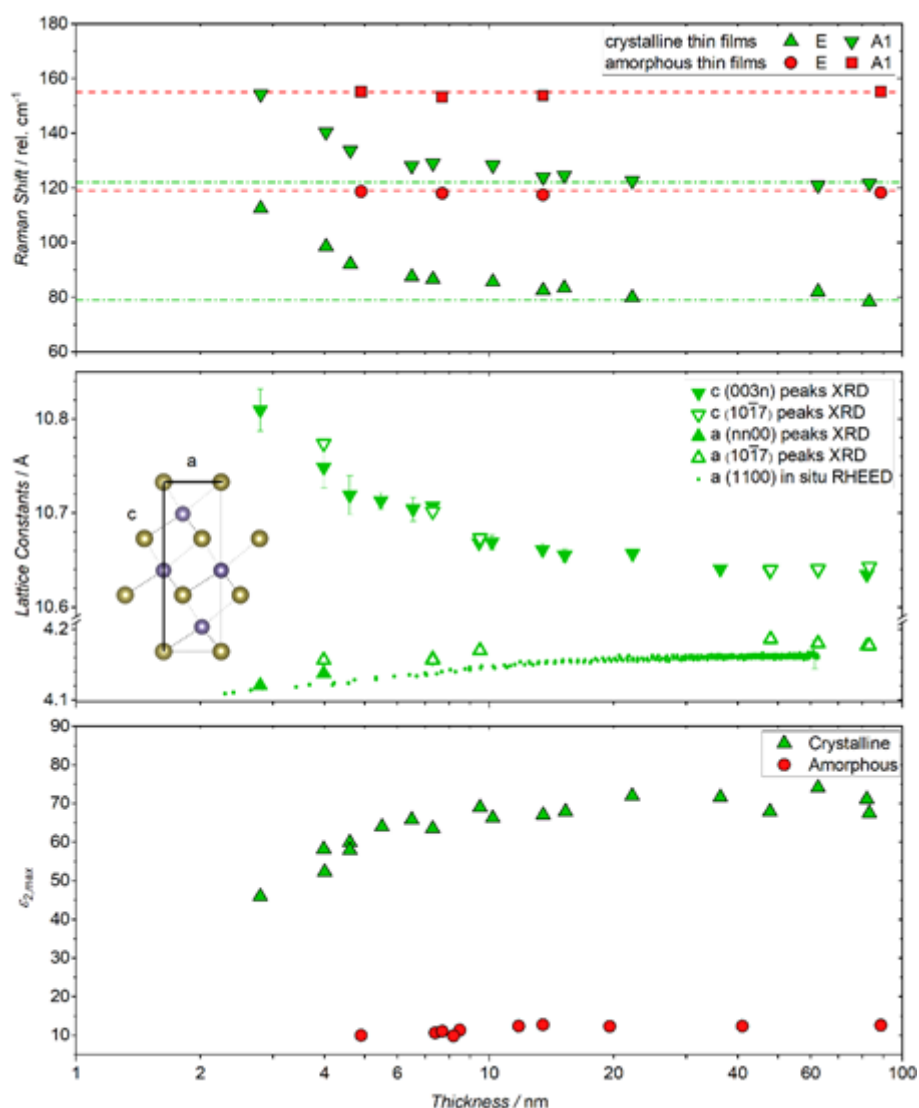 180
160
140
120
100
80
60
Raman Shift / rel. cm⁻¹
crystalline thin films ▲ E ▼ A1
amorphous thin films ● E ■ A1
10.8
10.7
10.6
4.2
4.1
Lattice Constants / Å
c (003n) peaks XRD
c (101̄7) peaks XRD
a (nn00) peaks XRD
a (101̄7) peaks XRD
a (1100) in situ RHEED
a
c
90
80
70
60
50
40
30
20
10
ε2,max
Crystalline
Amorphous
1 2 4 6 8 10 20 40 60 80 100
Thickness / nm